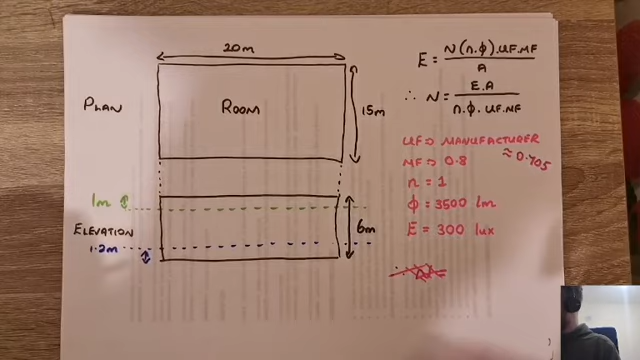 20m
PLAN
ROOM
15m
1m
ELEVATION
1.2m
6m
E = N(n.φ).UF.MF / A
∴ N = E.A / n.φ.UF.MF
UF => MANUFACTURER ≈ 0.705
MF => 0.8
n = 1
φ = 3500 lm
E = 300 lux